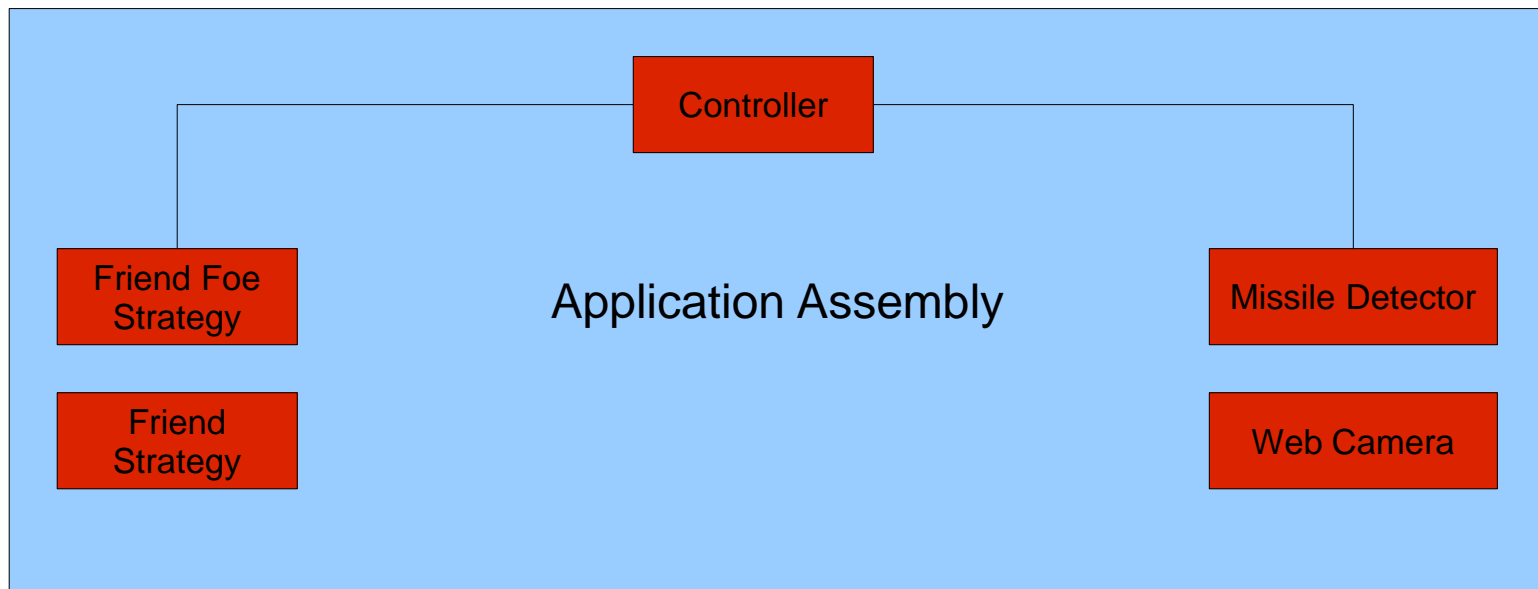 Controller
Friend Foe
Strategy
Application Assembly
Missile Detector
Friend
Strategy
Web Camera